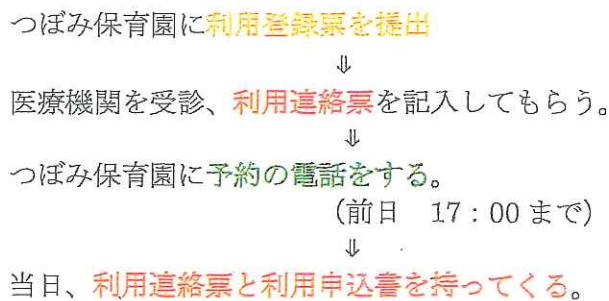 つぼみ保育園に利用登録票を提出
⇓
医療機関を受診、利用連絡票を記入してもらう。
⇓
つぼみ保育園に予約の電話をする。
(前日　17：00まで)
⇓
当日、利用連絡票と利用申込書を持ってくる。